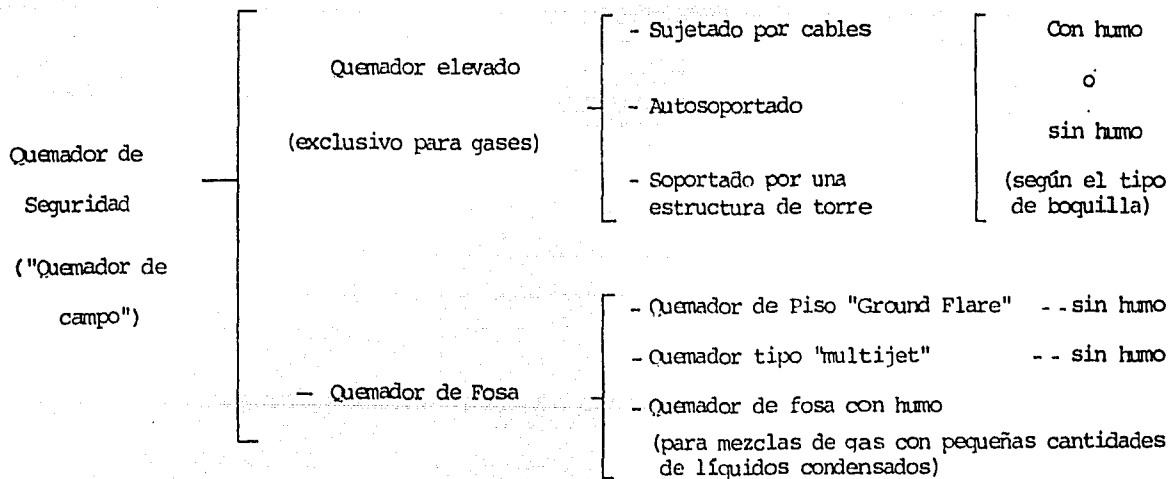 Quemador de
Seguridad
("Quemador de
campo")
Quemador elevado
(exclusivo para gases)
- Sujetado por cables
- Autosoportado
- Soportado por una
estructura de torre
Con humo
o
sin humo
(según el tipo
de boquilla)
- Quemador de Fosa
- Quemador de Piso "Ground Flare" -- sin humo
- Quemador tipo "multijet" -- sin humo
- Quemador de fosa con humo
(para mezclas de gas con pequeñas cantidades
de líquidos condensados)